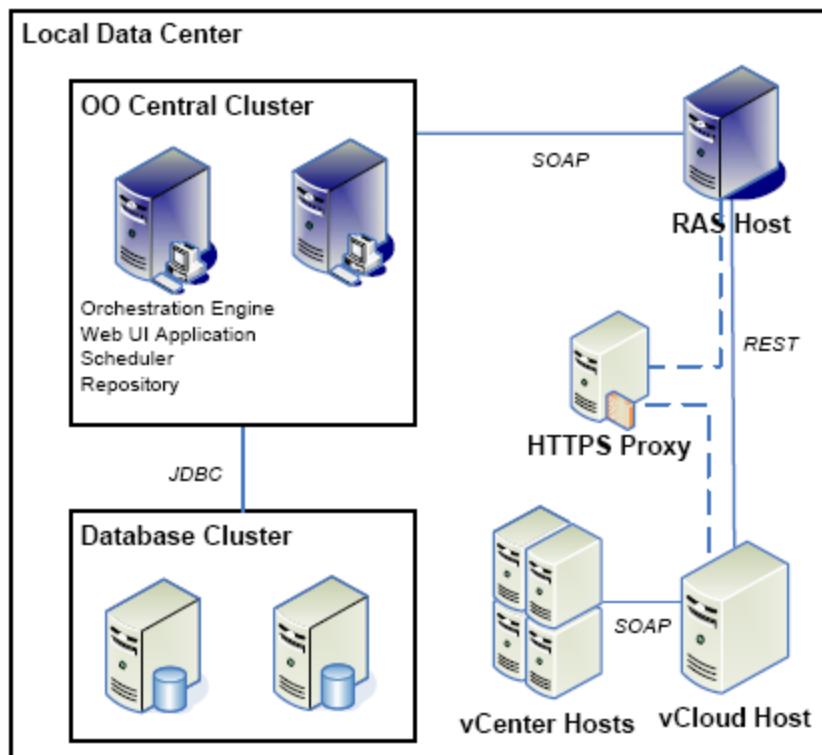 Local Data Center
OO Central Cluster
SOAP
RAS Host
Orchestration Engine
Web UI Application
Scheduler
Repository
REST
HTTPS Proxy
JDBC
Database Cluster
SOAP
vCenter Hosts
vCloud Host